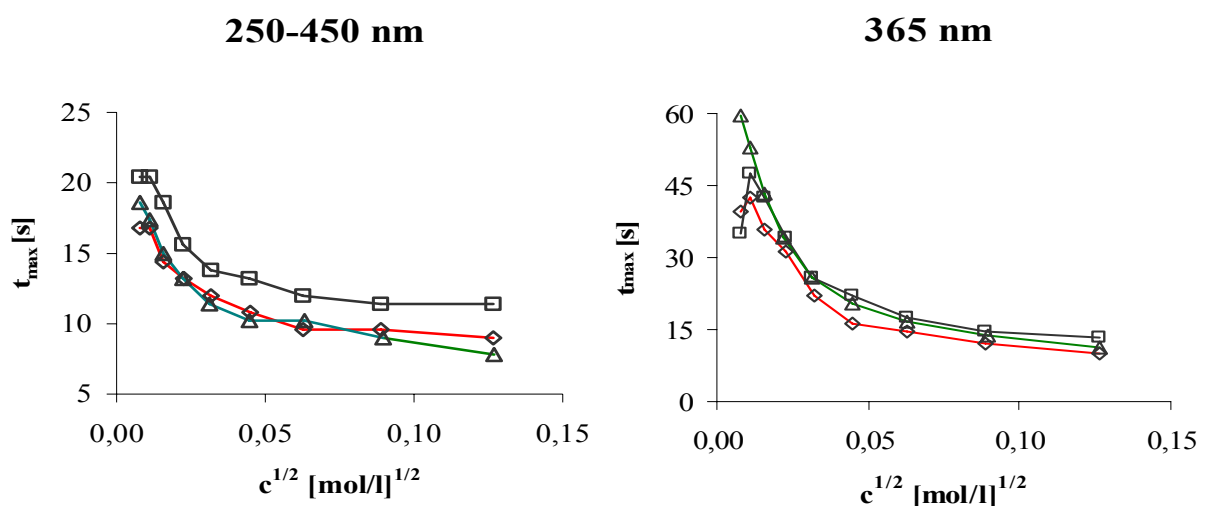 250-450 nm
25
20
15
10
5
t_max [s]
0,00 0,05 0,10 0,15
c^1/2 [mol/l]^1/2
365 nm
60
45
30
15
0
tmax [s]
0,00 0,05 0,10 0,15
c^1/2 [mol/l]^1/2